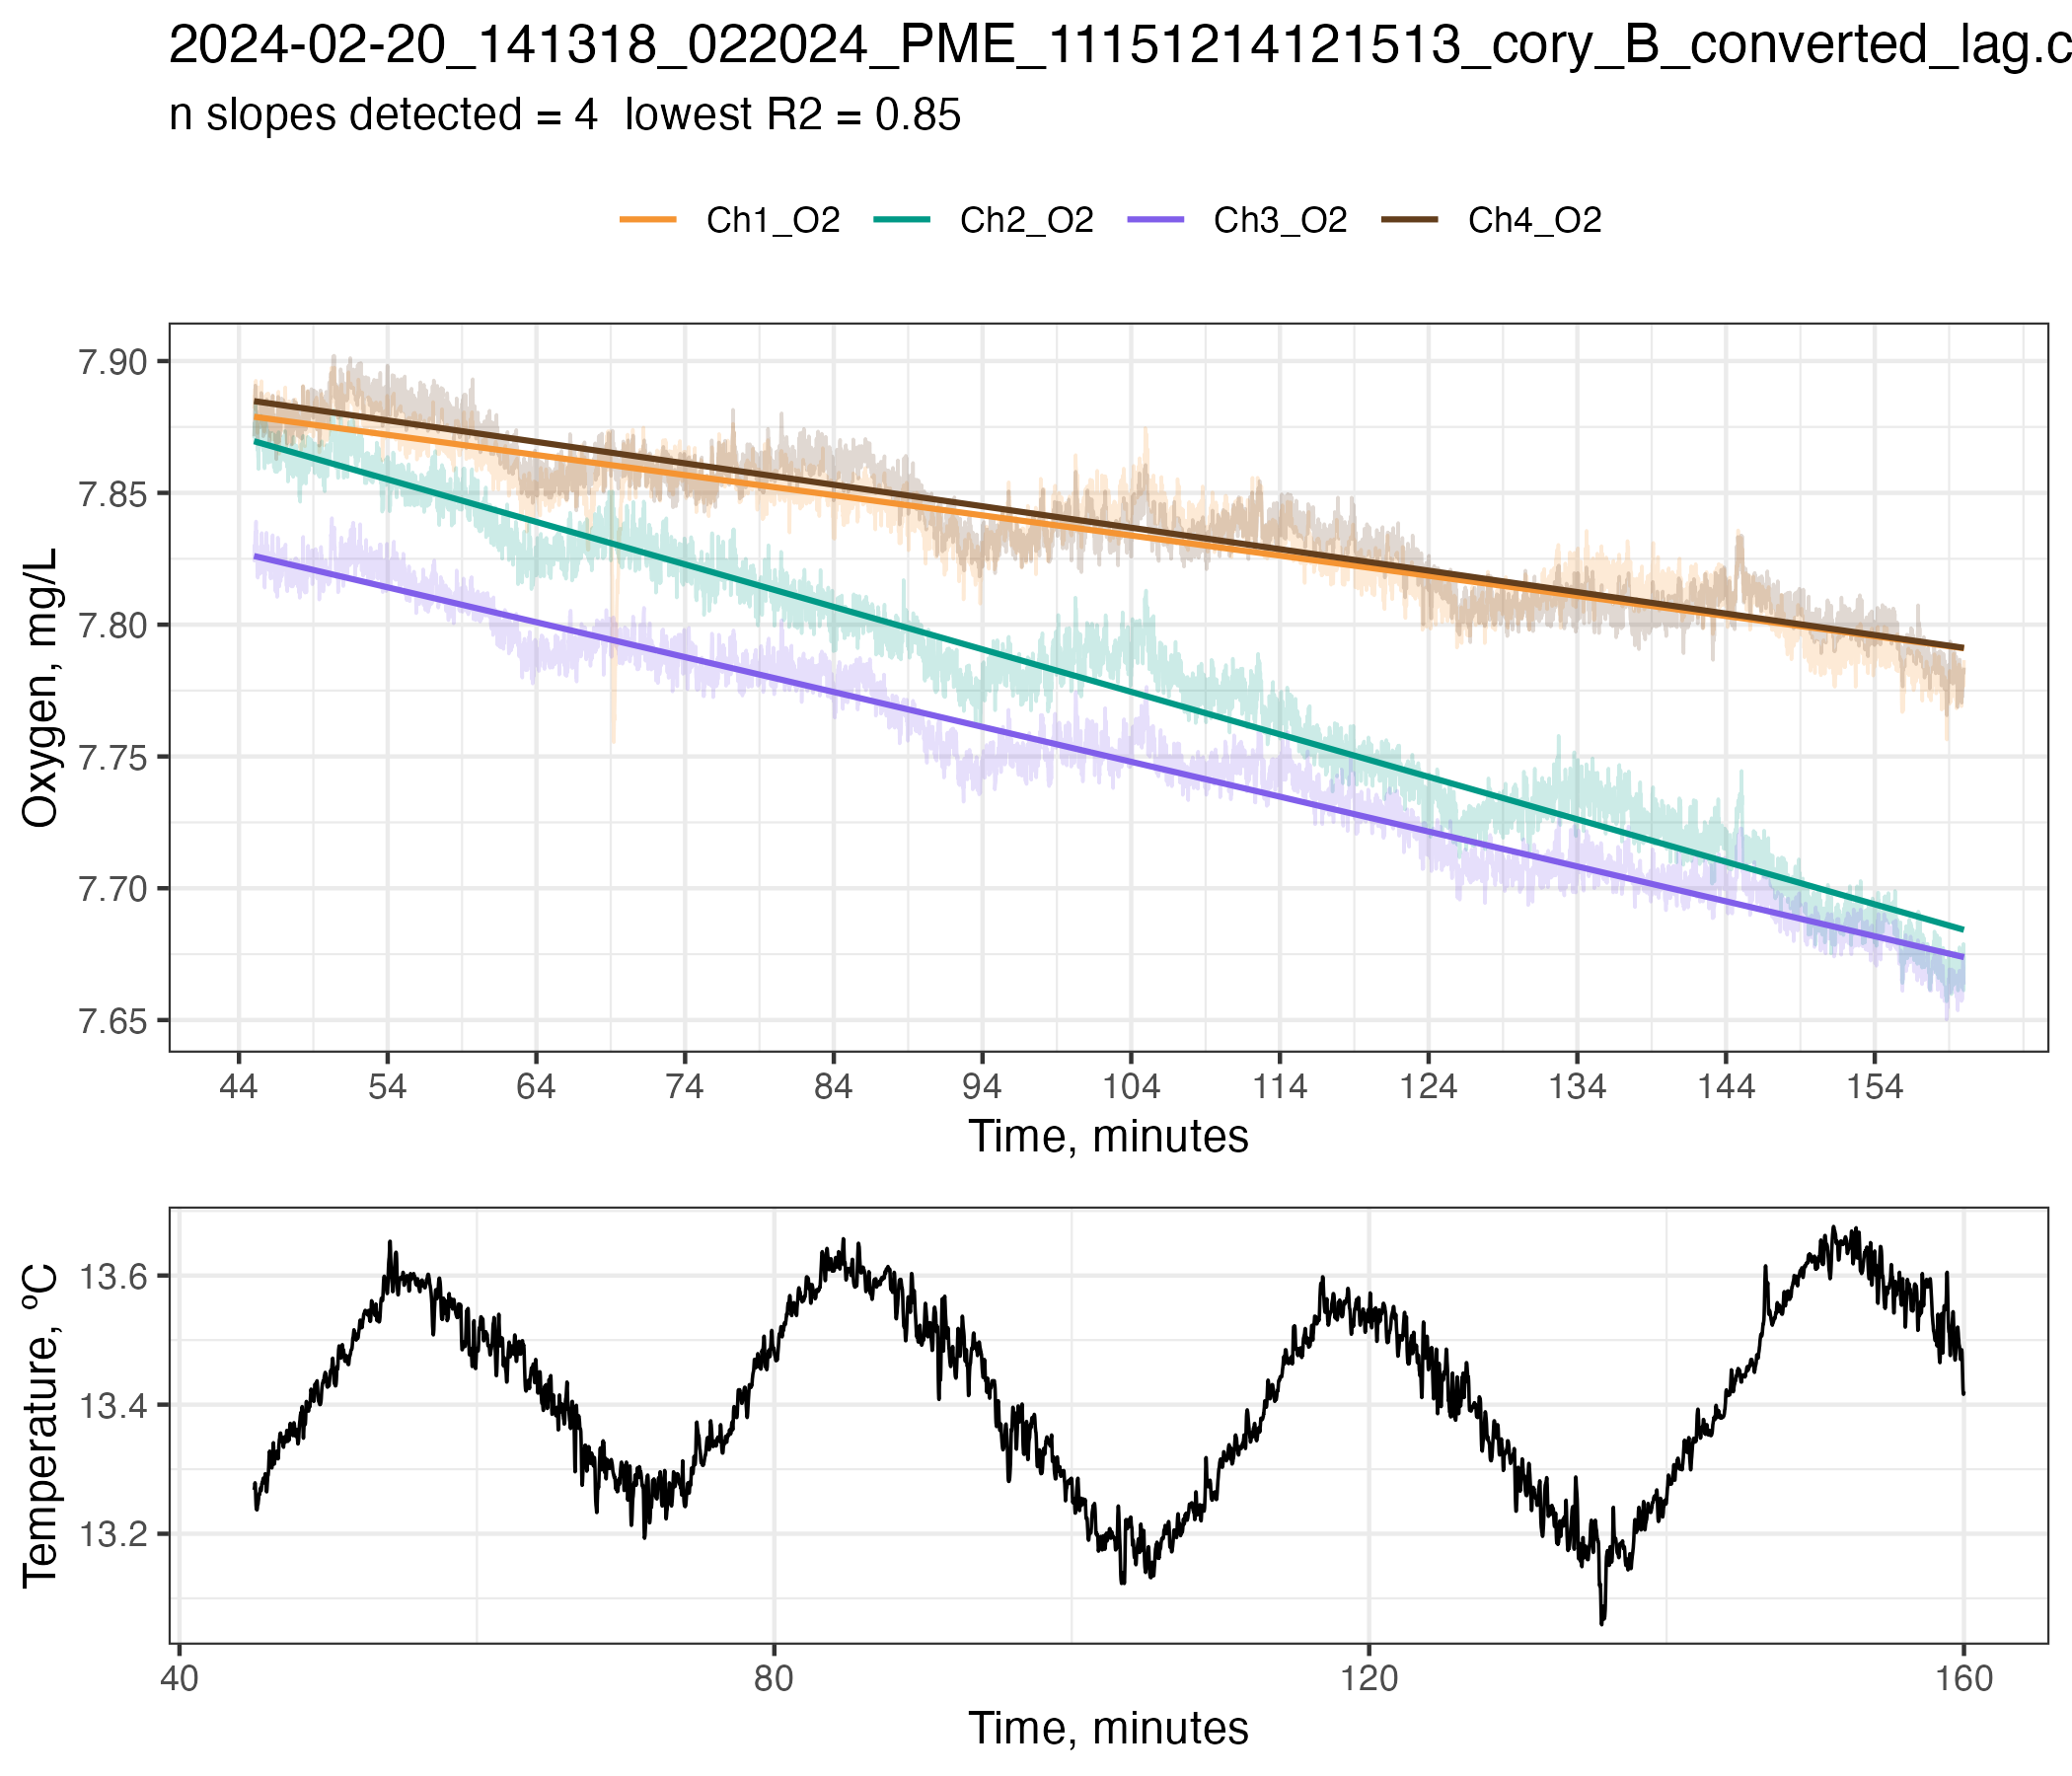 2024-02-20_141318_022024_PME_11151214121513_cory_B_converted_lag.c
n slopes detected = 4  lowest R2 = 0.85
Ch1_O2 Ch2_O2 Ch3_O2 Ch4_O2
Oxygen, mg/L
7.90
7.85
7.80
7.75
7.70
7.65
44 54 64 74 84 94 104 114 124 134 144 154
Time, minutes
Temperature, ºC
13.6
13.4
13.2
40 80 120 160
Time, minutes